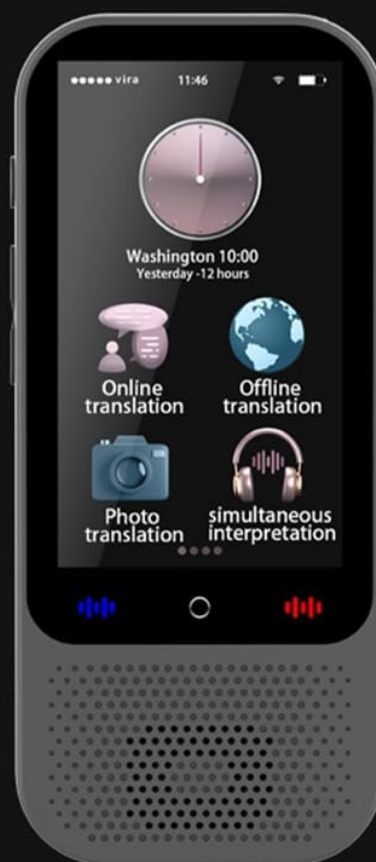 vira 11:46
Washington 10:00
Yesterday -12 hours
Online
translation
Offline
translation
Photo
translation
simultaneous
interpretation